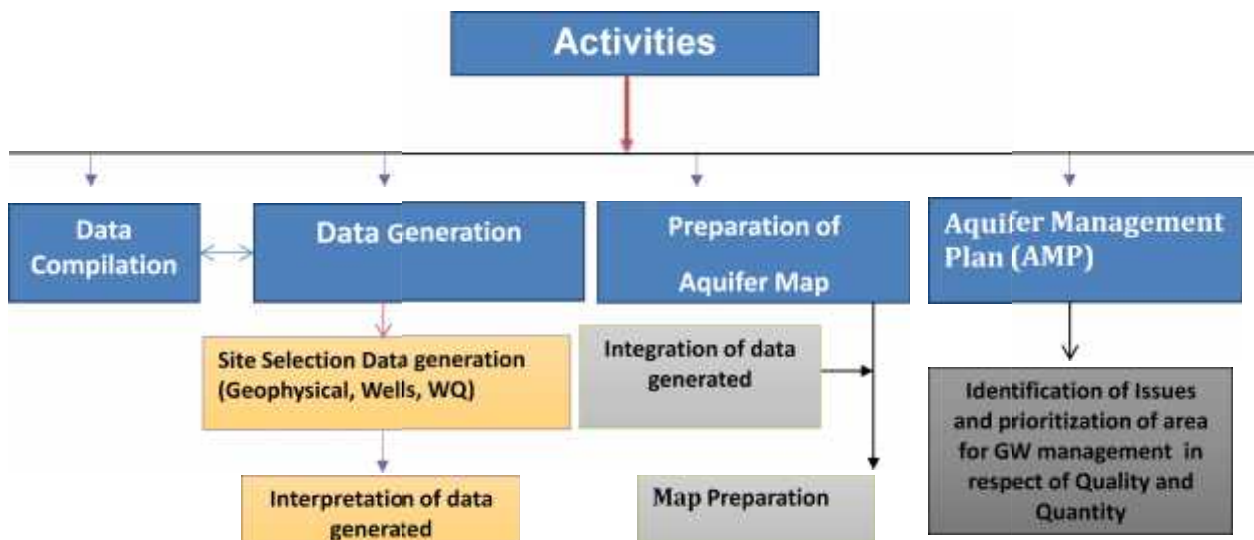 Activities
Data
Compilation
Data Generation
Preparation of
Aquifer Map
Aquifer Management
Plan (AMP)
Site Selection Data generation
(Geophysical, Wells, WQ)
Interpretation of data
generated
Integration of data
generated
Map Preparation
Identification of Issues
and prioritization of area
for GW management in
respect of Quality and
Quantity